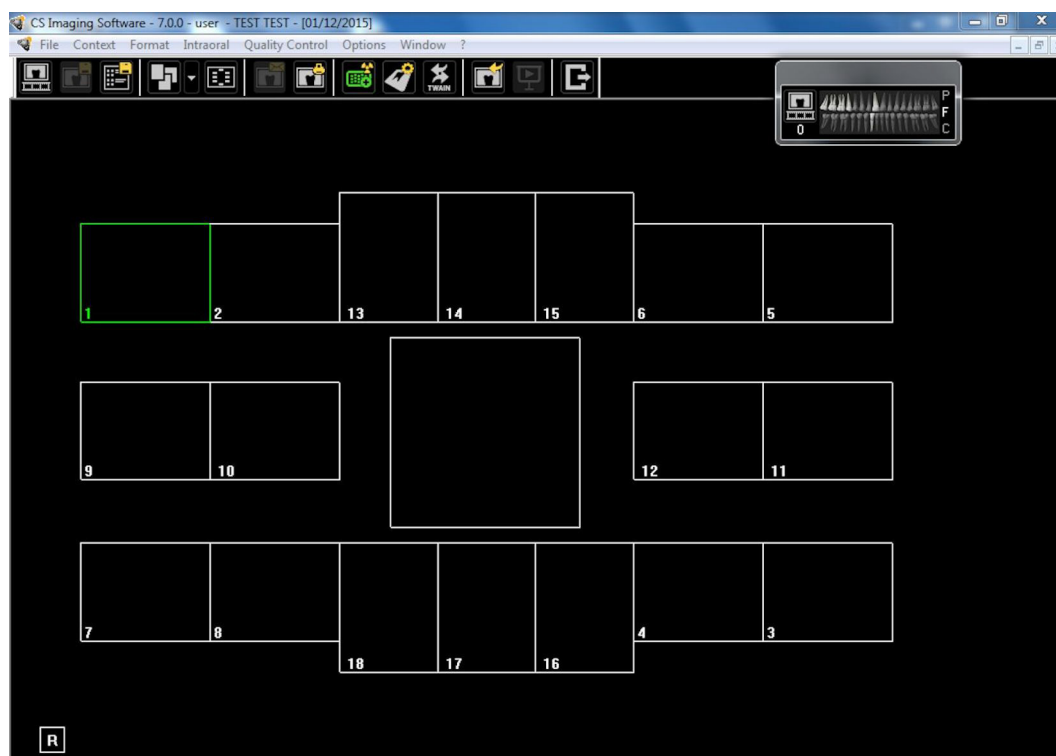 CS Imaging Software - 7.0.0 - user - TEST TEST - [01/12/2015]
File Context Format Intraoral Quality Control Options Window ?
TWAIN
P
F
0 C
1 2 13 14 15 6 5
9 10 12 11
7 8 4 3
18 17 16
R